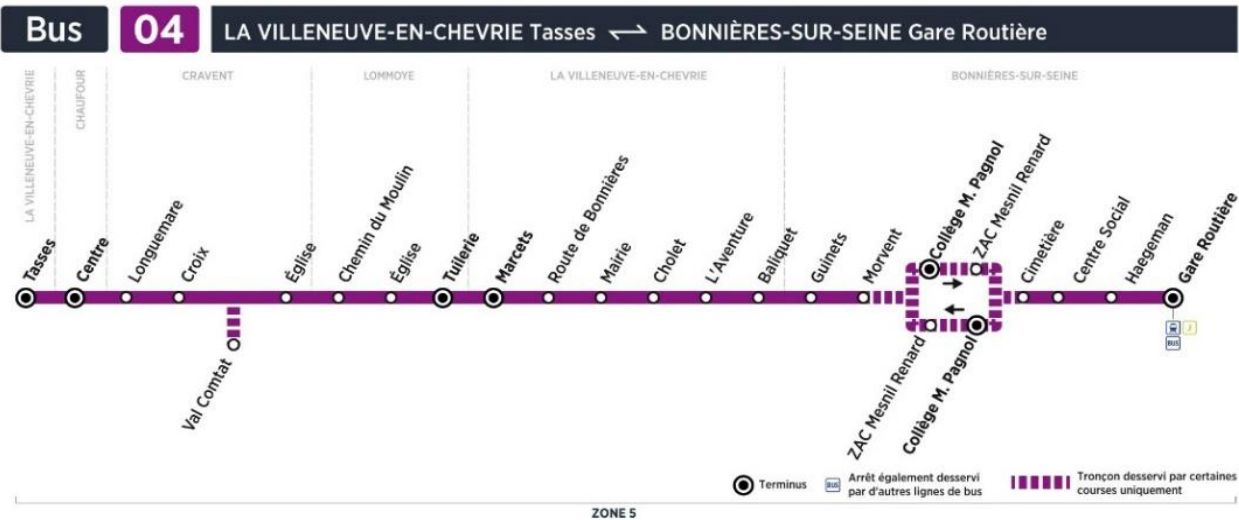 Bus 04 LA VILLENEUVE-EN-CHEVRIE Tasses BONNIÈRES-SUR-SEINE Gare Routière
LA VILLENEUVE-EN-CHEVRIE
CHAUFOUR
CRAVENT
LOMMOYE
LA VILLENEUVE-EN-CHEVRIE
BONNIÈRES-SUR-SEINE
Tasses
Centre
Longuemare
Croix
Église
Chemin du Moulin
Église
Tuilerie
Marcets
Route de Bonnières
Mairie
Cholet
L'Aventure
Baliquet
Guinets
Morvent
Collège M. Pagnol
ZAC Mesnil Renard
Cimetière
Centre Social
Haegeman
Gare Routière
J
BUS
Val Comtat
ZAC Mesnil Renard
Collège M. Pagnol
Terminus
BUS
Arrêt également desservi
par d'autres lignes de bus
Tronçon desservi par certaines
courses uniquement
ZONE 5